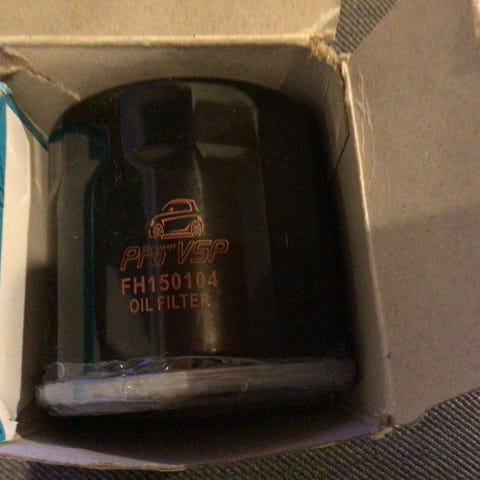 Pro VSP
FH150104
OIL FILTER